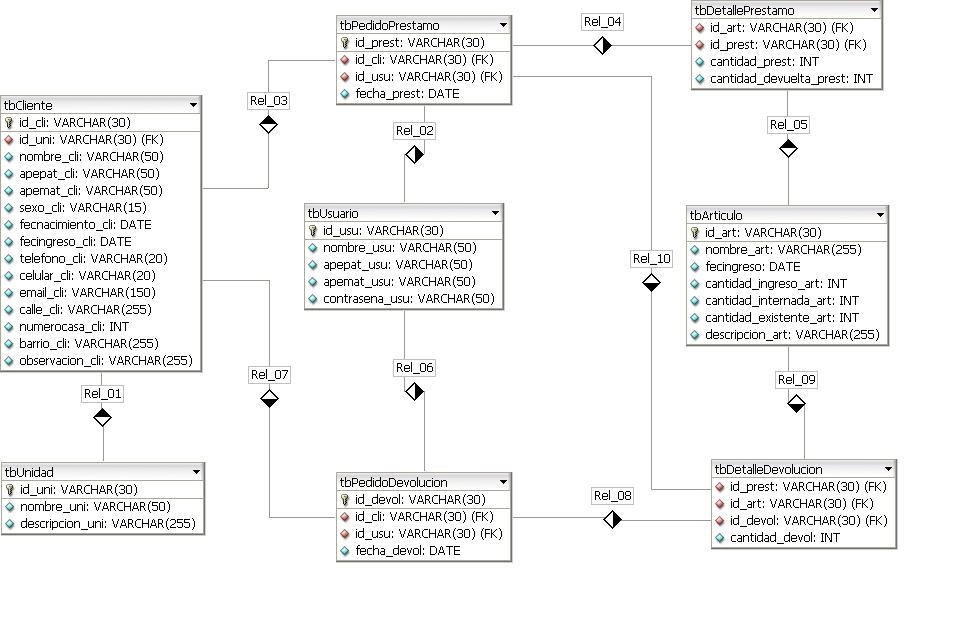 tbPedidoPrestamo
id_prest: VARCHAR(30)
id_cli: VARCHAR(30) (FK)
id_usu: VARCHAR(30) (FK)
fecha_prest: DATE
Rel_04
tbDetallePrestamo
id_art: VARCHAR(30) (FK)
id_prest: VARCHAR(30) (FK)
cantidad_prest: INT
cantidad_devuelta_prest: INT
tbCliente
id_cli: VARCHAR(30)
id_uni: VARCHAR(30) (FK)
nombre_cli: VARCHAR(50)
apepat_cli: VARCHAR(50)
apemat_cli: VARCHAR(50)
sexo_cli: VARCHAR(15)
fecnacimiento_cli: DATE
fecingreso_cli: DATE
telefono_cli: VARCHAR(20)
celular_cli: VARCHAR(20)
email_cli: VARCHAR(150)
calle_cli: VARCHAR(255)
numerocasa_cli: INT
barrio_cli: VARCHAR(255)
observacion_cli: VARCHAR(255)
Rel_03
Rel_02
Rel_05
tbUsuario
id_usu: VARCHAR(30)
nombre_usu: VARCHAR(50)
apepat_usu: VARCHAR(50)
apemat_usu: VARCHAR(50)
contrasena_usu: VARCHAR(50)
Rel_10
tbArticulo
id_art: VARCHAR(30)
nombre_art: VARCHAR(255)
fecingreso: DATE
cantidad_ingreso_art: INT
cantidad_internada_art: INT
cantidad_existente_art: INT
descripcion_art: VARCHAR(255)
Rel_01
Rel_07
Rel_06
Rel_09
tbUnidad
id_uni: VARCHAR(30)
nombre_uni: VARCHAR(50)
descripcion_uni: VARCHAR(255)
tbPedidoDevolucion
id_devol: VARCHAR(30)
id_cli: VARCHAR(30) (FK)
id_usu: VARCHAR(30) (FK)
fecha_devol: DATE
Rel_08
tbDetalleDevolucion
id_prest: VARCHAR(30) (FK)
id_art: VARCHAR(30) (FK)
id_devol: VARCHAR(30) (FK)
cantidad_devol: INT